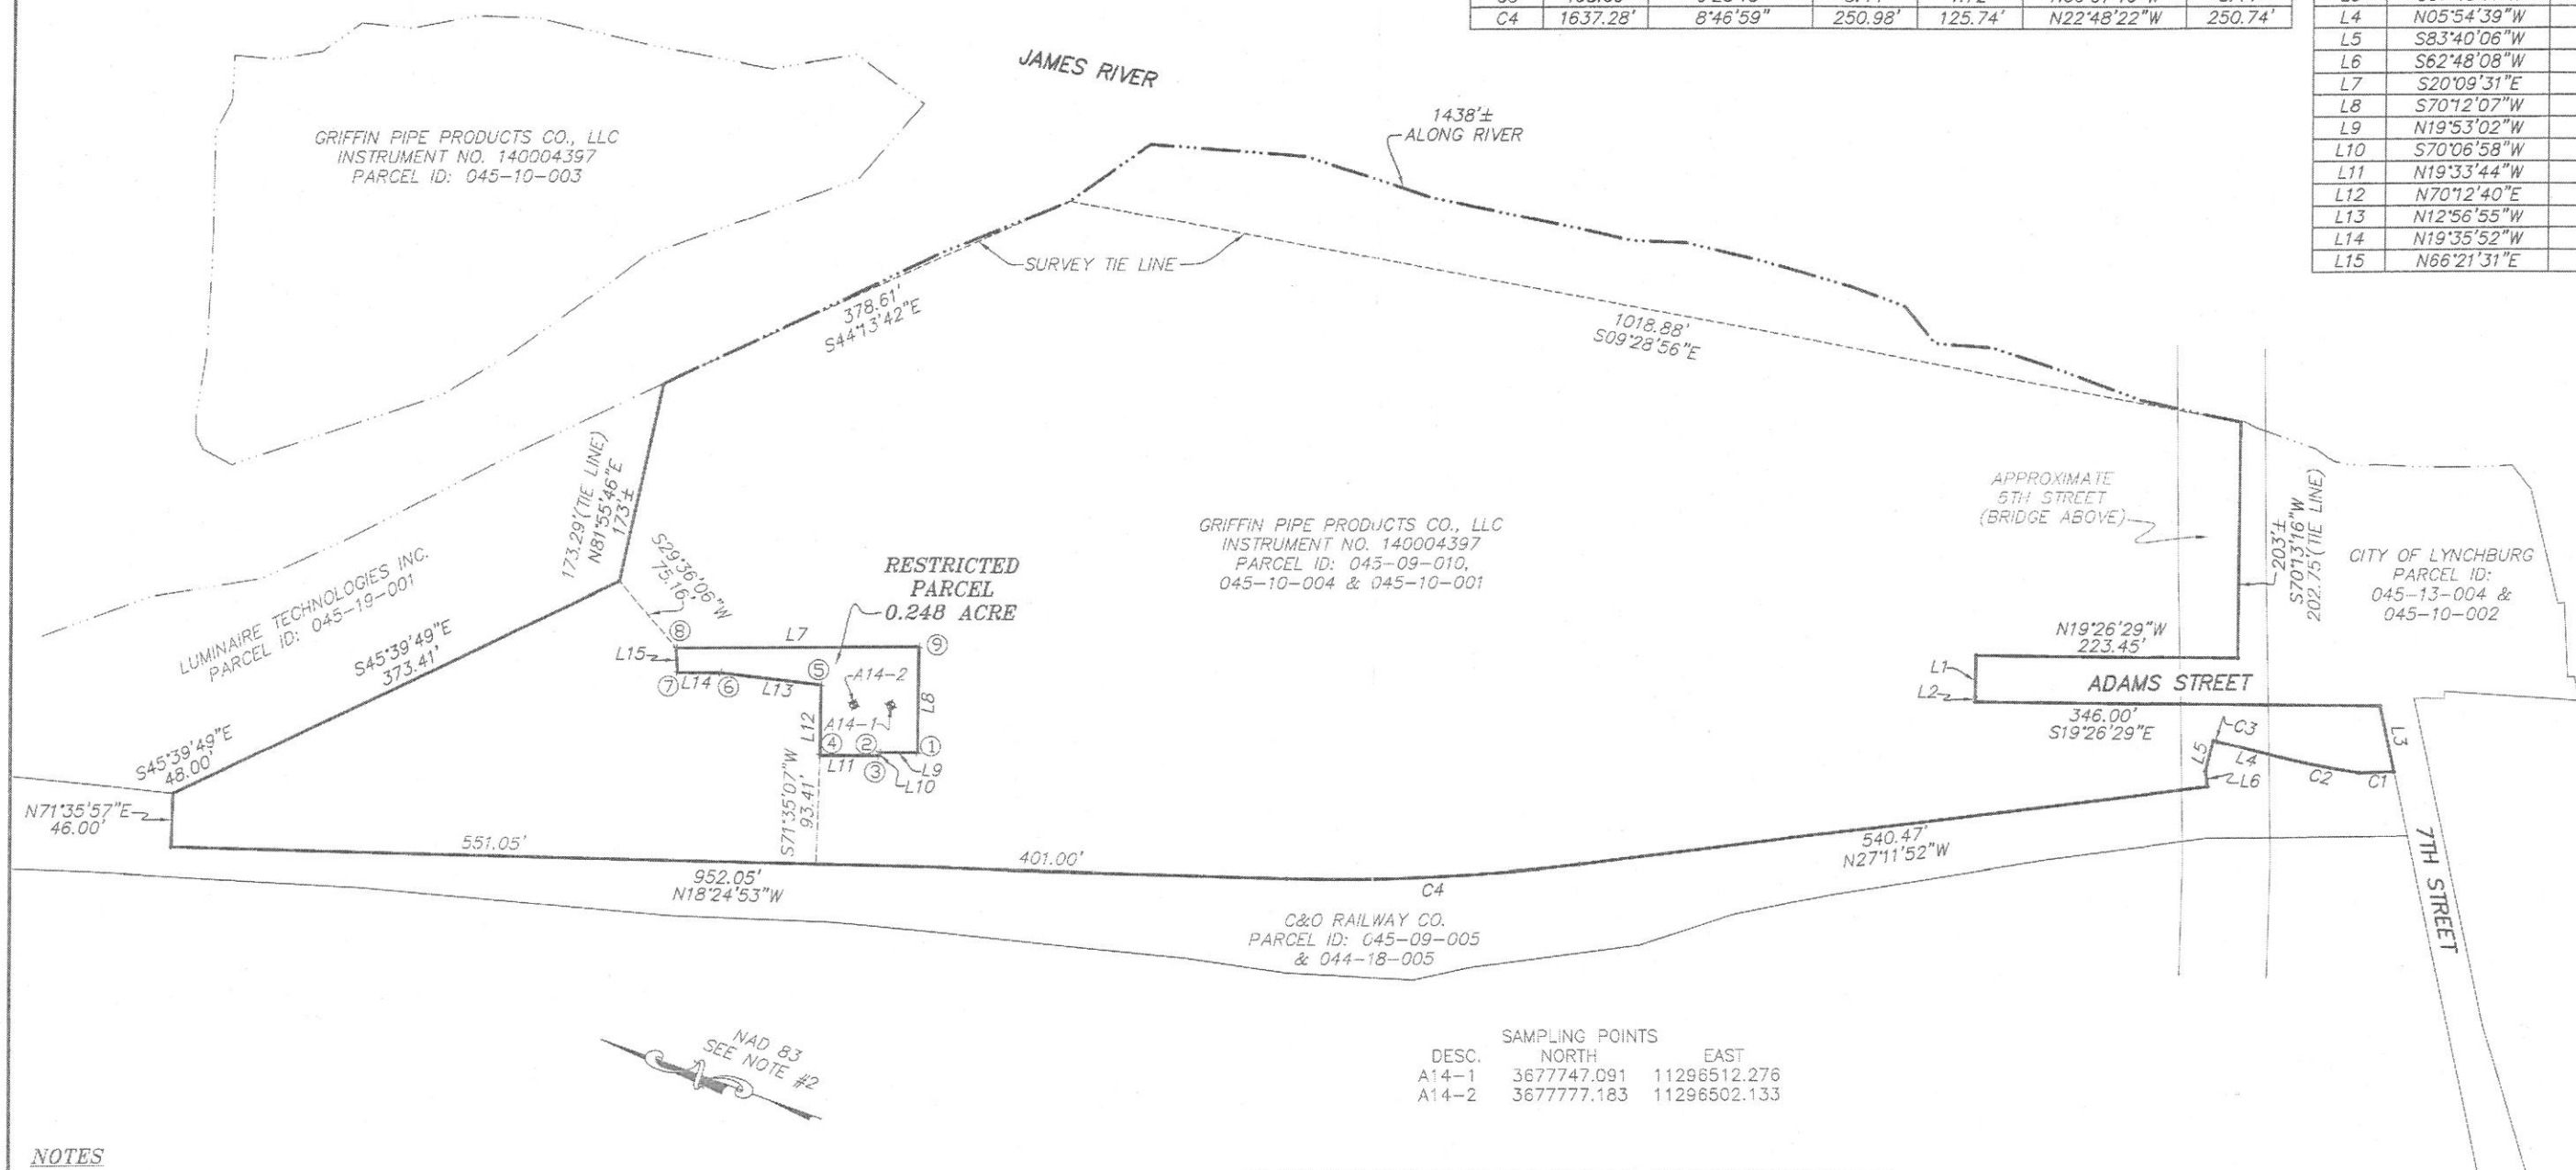 C4 1637.28' 8°46'59" 250.98' 125.74' N22°48'22"W 250.74'
L4 N05°54'39"W
L5 S83°40'06"W
L6 S62°48'08"W
L7 S20°09'31"E
L8 S70°12'07"W
L9 N19°53'02"W
L10 S70°06'58"W
L11 N19°33'44"W
L12 N70°12'40"E
L13 N12°56'55"W
L14 N19°35'52"W
L15 N66°21'31"E
JAMES RIVER
1438'±
ALONG RIVER
GRIFFIN PIPE PRODUCTS CO., LLC
INSTRUMENT NO. 140004397
PARCEL ID: 045-10-003
SURVEY TIE LINE
378.61'
S44°13'42"E
1018.88'
S09°28'56"E
173.29'(TIE LINE)
N81°55'46"E
173'±
S29°36'06"W
75.16'
LUMINAIRE TECHNOLOGIES INC.
PARCEL ID: 045-19-001
S45°39'49"E
373.41'
S45°39'49"E
48.00'
N71°35'57"E
46.00'
RESTRICTED
PARCEL
0.248 ACRE
GRIFFIN PIPE PRODUCTS CO., LLC
INSTRUMENT NO. 140004397
PARCEL ID: 045-09-010,
045-10-004 & 045-10-001
APPROXIMATE
5TH STREET
(BRIDGE ABOVE)
203'±
S70°13'16"W
202.75'(TIE LINE)
CITY OF LYNCHBURG
PARCEL ID:
045-13-004 &
045-10-002
N19°26'29"W
223.45'
L1
L2
ADAMS STREET
346.00'
S19°26'29"E
C3
L3
L4
L5
L6
C2
C1
8
L7
9
L15
5
7
L14
6
L13
A14-2
L8
A14-1
L12
4
2
1
L11
3
L9
L10
S71°35'07"W
93.41'
551.05'
401.00'
952.05'
N18°24'53"W
C4
540.47'
N27°11'52"W
7TH STREET
C&O RAILWAY CO.
PARCEL ID: 045-09-005
& 044-18-005
NAD 83
SEE NOTE #2
SAMPLING POINTS
DESC. NORTH EAST
A14-1 3677747.091 11296512.276
A14-2 3677777.183 11296502.133
NOTES